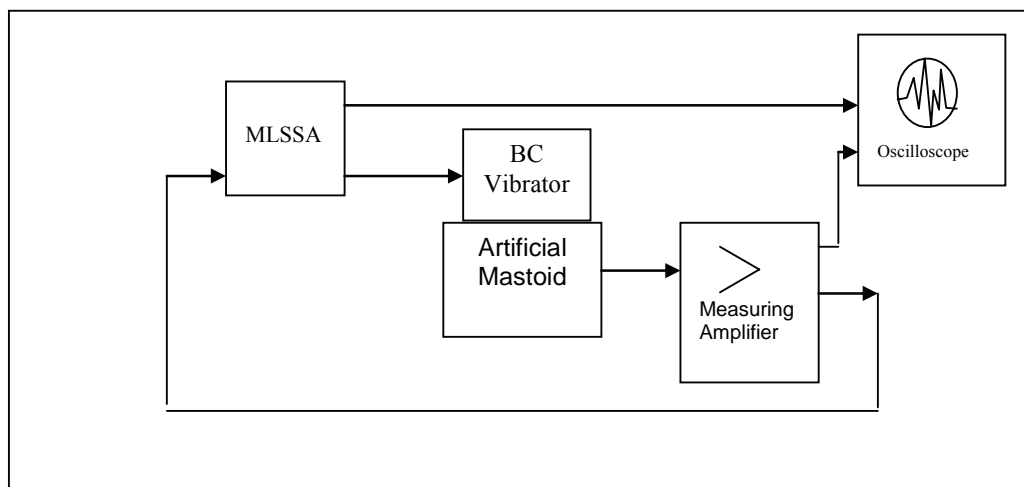 MLSSA
BC
Vibrator
Artificial
Mastoid
Measuring
Amplifier
Oscilloscope